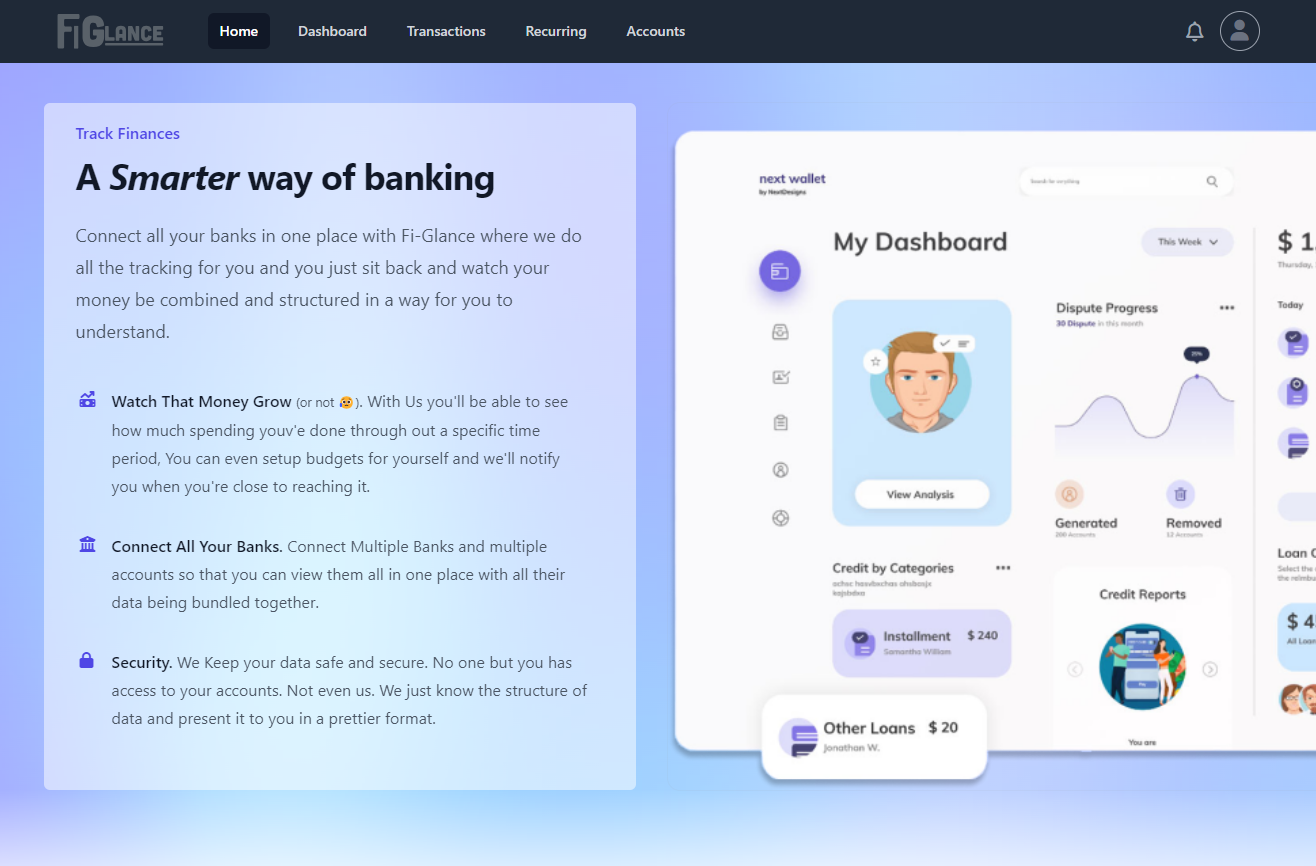 FiGlance
Home
Dashboard
Transactions
Recurring
Accounts
Track Finances
A Smarter way of banking
Connect all your banks in one place with Fi-Glance where we do
all the tracking for you and you just sit back and watch your
money be combined and structured in a way for you to
understand.
Watch That Money Grow (or not 🥲). With Us you'll be able to see
how much spending youv'e done through out a specific time
period, You can even setup budgets for yourself and we'll notify
you when you're close to reaching it.
Connect All Your Banks. Connect Multiple Banks and multiple
accounts so that you can view them all in one place with all their
data being bundled together.
Security. We Keep your data safe and secure. No one but you has
access to your accounts. Not even us. We just know the structure of
data and present it to you in a prettier format.
next wallet
by NextDesigns
Search for anything
My Dashboard
This Week
$ 1
Thursday,
View Analysis
Dispute Progress
30 Dispute in this month
25%
Today
Generated
200 Accounts
Removed
12 Accounts
Credit by Categories
Installment $ 240
Samantha William
Other Loans $ 20
Jonathan W.
Credit Reports
You are
Loan
Select the
the
$ 4
All Loan